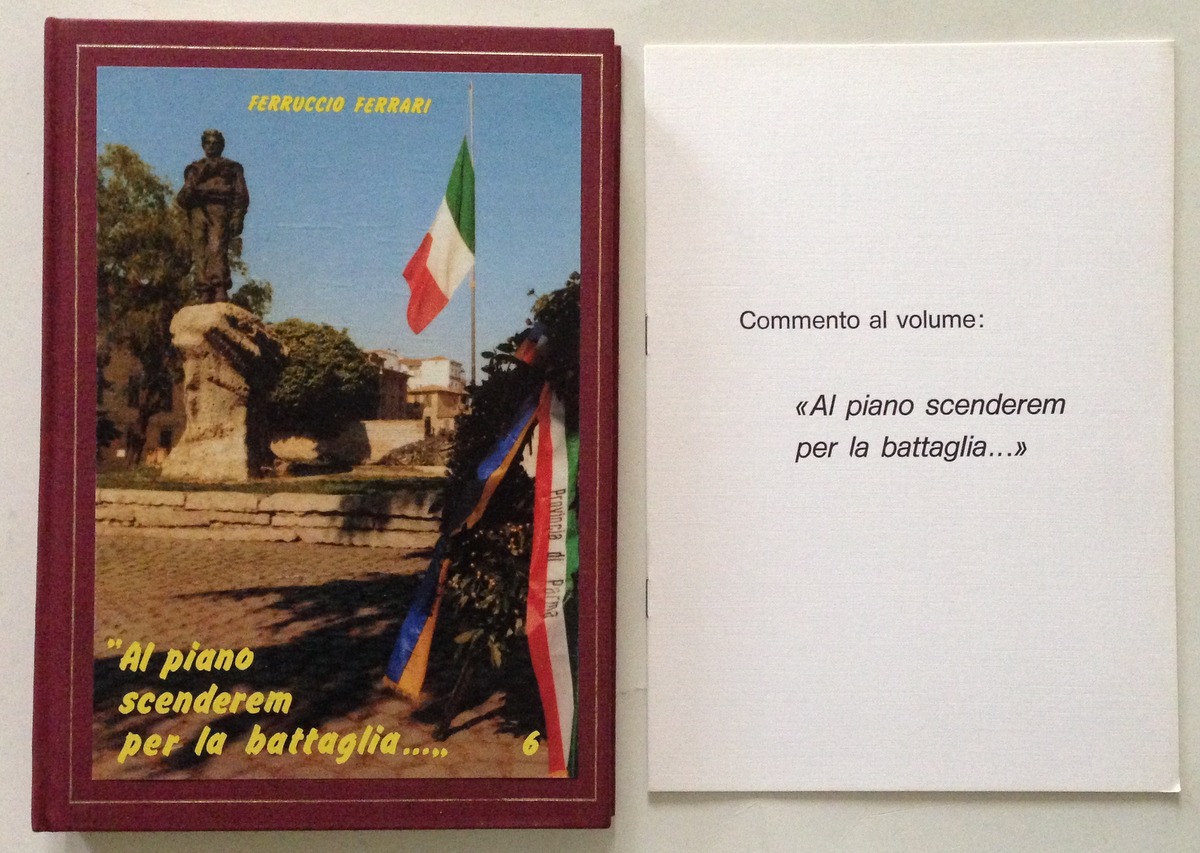 FERRUCCIO FERRARI
Provincia di Parma
"Al piano
scenderem
per la battaglia...„
6
Commento al volume:
«Al piano scenderem
per la battaglia...»